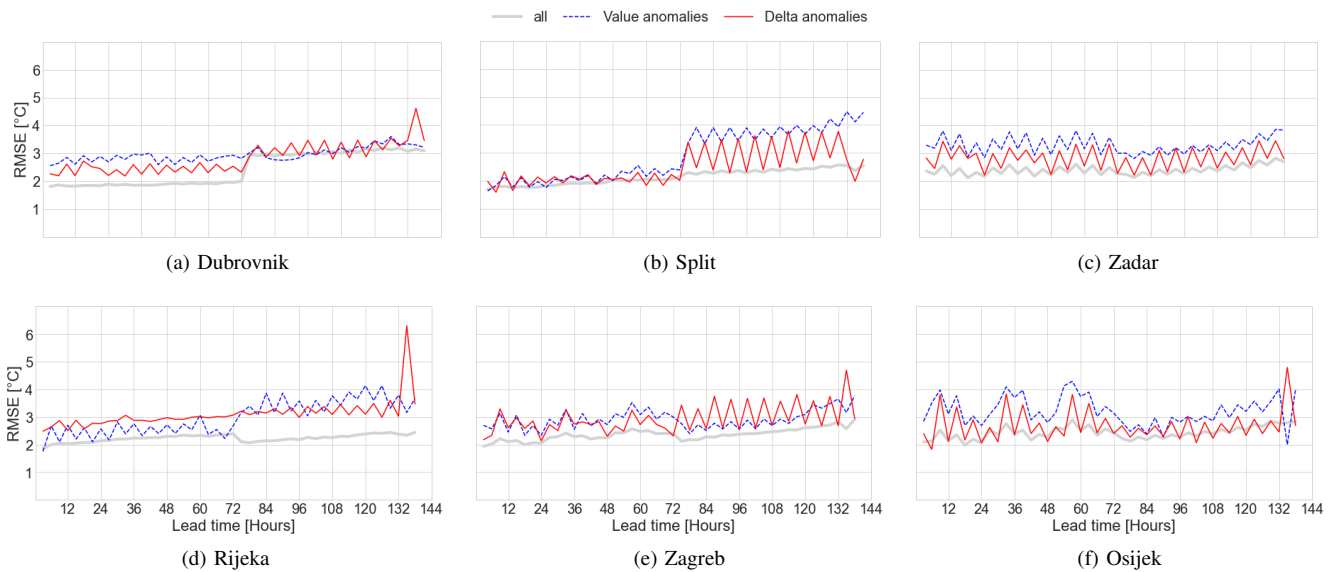 all Value anomalies Delta anomalies
RMSE [°C]
6
5
4
3
2
1
(a) Dubrovnik (b) Split (c) Zadar
RMSE [°C]
6
5
4
3
2
1
12 24 36 48 60 72 84 96 108 120 132 144 12 24 36 48 60 72 84 96 108 120 132 144 12 24 36 48 60 72 84 96 108 120 132 144
Lead time [Hours] Lead time [Hours] Lead time [Hours]
(d) Rijeka (e) Zagreb (f) Osijek